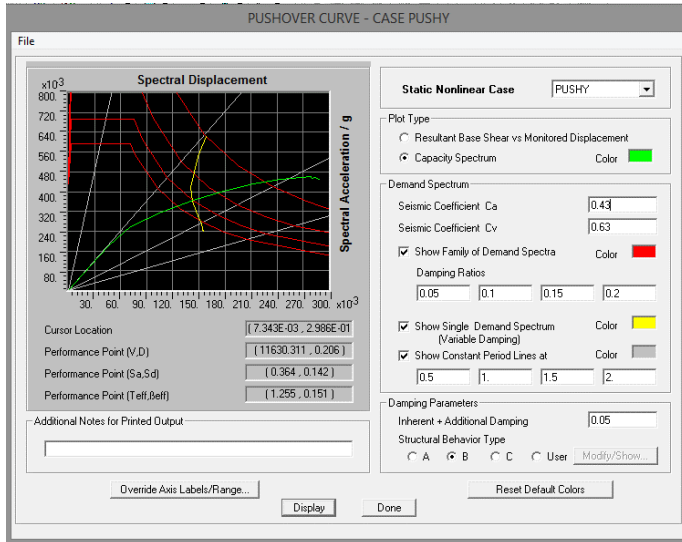 PUSHOVER CURVE - CASE PUSHY
File
Spectral Displacement
x10^3
800.
720.
640.
560.
480.
400.
320.
240.
160.
80.
30. 60. 90. 120. 150. 180. 210. 240. 270. 300. x10^-3
Spectral Acceleration / g
Cursor Location
( 7.343E-03 , 2.986E-01
Performance Point (V,D)
( 11630.311 , 0.206 )
Performance Point (Sa,Sd)
( 0.364 , 0.142 )
Performance Point (Teff,βeff)
( 1.255 , 0.151 )
Additional Notes for Printed Output
Override Axis Labels/Range...
Static Nonlinear Case
PUSHY
Plot Type
Resultant Base Shear vs Monitored Displacement
Capacity Spectrum
Color
Demand Spectrum
Seismic Coefficient Ca
0.43
Seismic Coefficient Cv
0.63
Show Family of Demand Spectra
Color
Damping Ratios
0.05 0.1 0.15 0.2
Show Single Demand Spectrum
Color
(Variable Damping)
Show Constant Period Lines at
Color
0.5 1. 1.5 2.
Damping Parameters
Inherent + Additional Damping
0.05
Structural Behavior Type
A B C User Modify/Show...
Reset Default Colors
Display Done